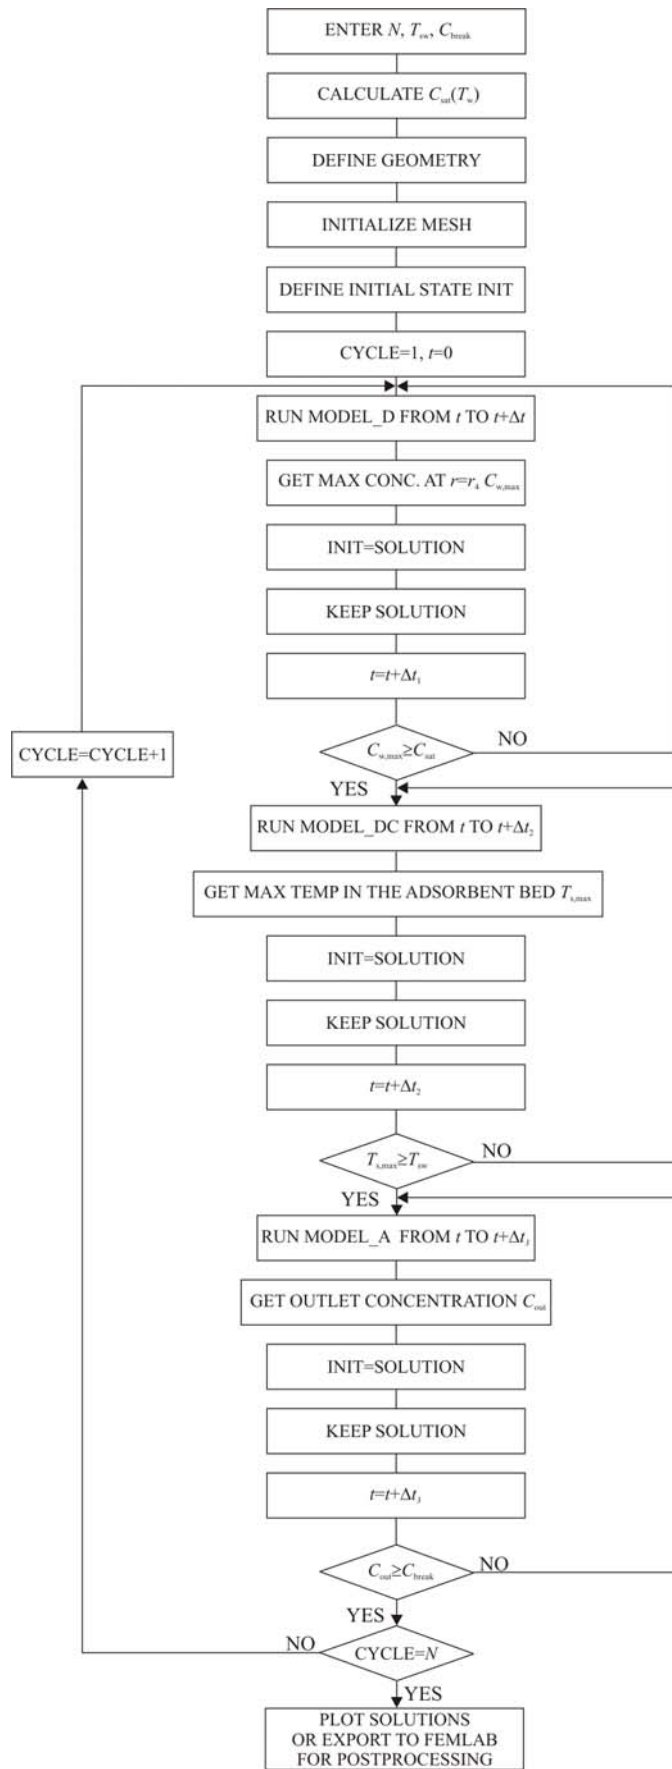 ENTER N, Tsw, Cbreak
CALCULATE Csat(Tw)
DEFINE GEOMETRY
INITIALIZE MESH
DEFINE INITIAL STATE INIT
CYCLE=1, t=0
RUN MODEL_D FROM t TO t+Δt
GET MAX CONC. AT r=r4 Cw,max
INIT=SOLUTION
KEEP SOLUTION
t=t+Δt1
Cw,max≥Csat
NO
YES
CYCLE=CYCLE+1
RUN MODEL_DC FROM t TO t+Δt2
GET MAX TEMP IN THE ADSORBENT BED Ts,max
INIT=SOLUTION
KEEP SOLUTION
t=t+Δt2
Ts,max≥Tsw
NO
YES
RUN MODEL_A FROM t TO t+Δt3
GET OUTLET CONCENTRATION Cout
INIT=SOLUTION
KEEP SOLUTION
t=t+Δt3
Cout≥Cbreak
NO
YES
NO
CYCLE=N
YES
PLOT SOLUTIONS
OR EXPORT TO FEMLAB
FOR POSTPROCESSING